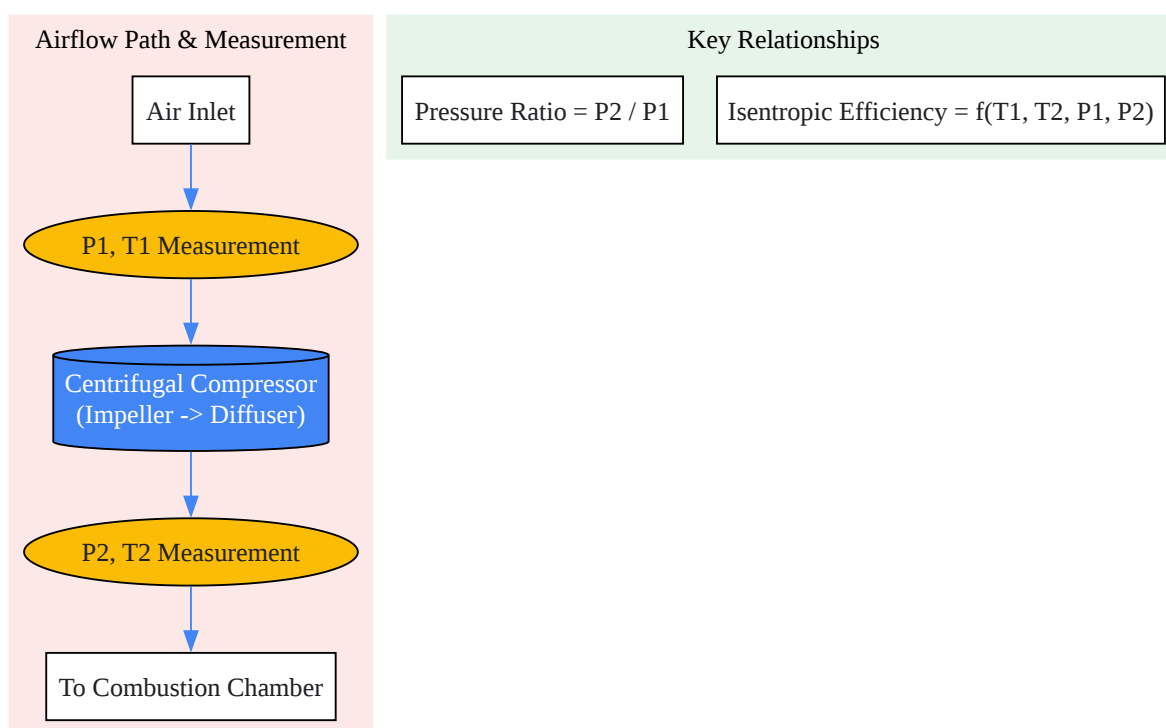 Airflow Path & Measurement
Air Inlet
P1, T1 Measurement
Centrifugal Compressor
(Impeller -> Diffuser)
P2, T2 Measurement
To Combustion Chamber
Key Relationships
Pressure Ratio = P2 / P1
Isentropic Efficiency = f(T1, T2, P1, P2)